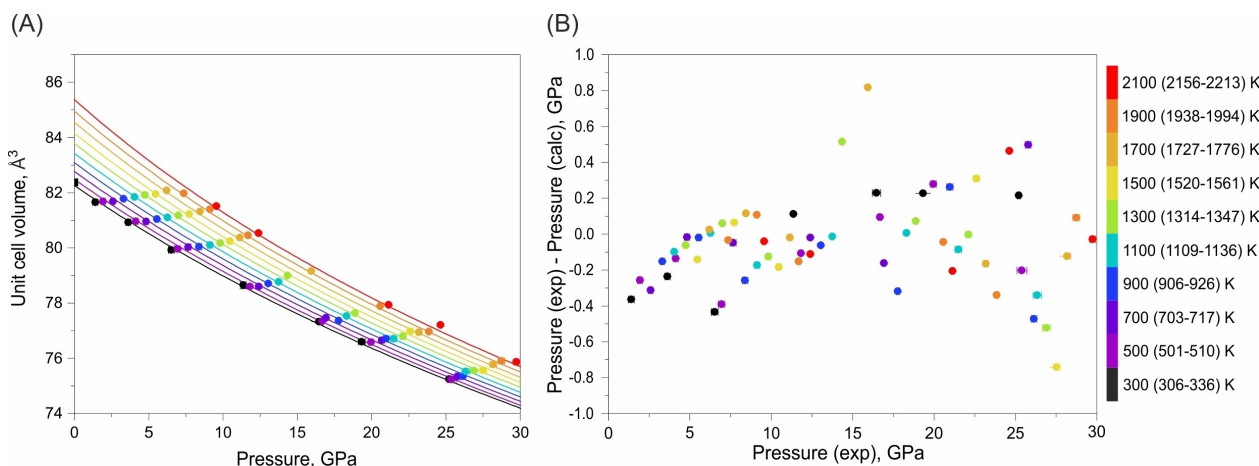 (A)
Unit cell volume, Å³
86
84
82
80
78
76
74
0 5 10 15 20 25 30
Pressure, GPa
(B)
Pressure (exp) - Pressure (calc), GPa
1.0
0.8
0.6
0.4
0.2
0.0
-0.2
-0.4
-0.6
-0.8
-1.0
0 5 10 15 20 25 30
Pressure (exp), GPa
2100 (2156-2213) K
1900 (1938-1994) K
1700 (1727-1776) K
1500 (1520-1561) K
1300 (1314-1347) K
1100 (1109-1136) K
900 (906-926) K
700 (703-717) K
500 (501-510) K
300 (306-336) K